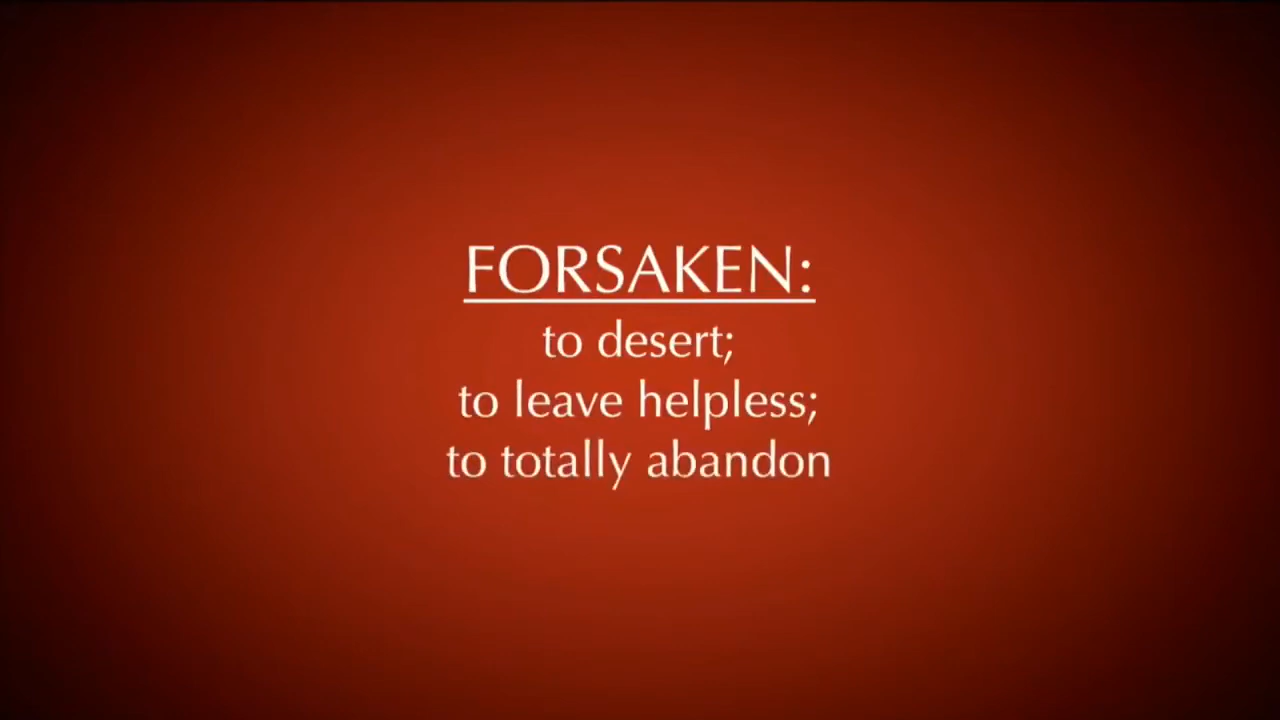 FORSAKEN:
to desert;
to leave helpless;
to totally abandon